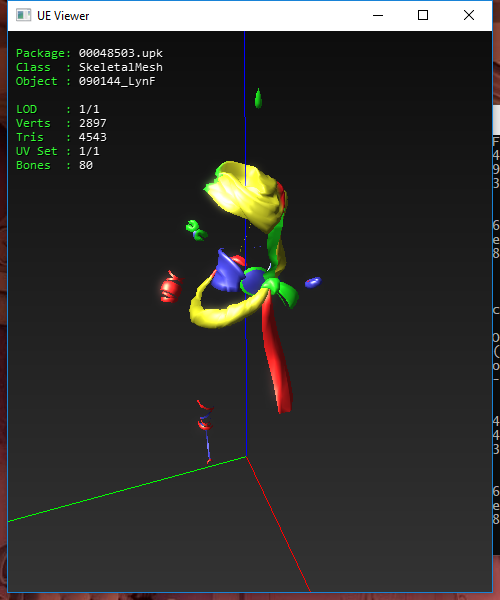 UE Viewer
Package: 00048503.upk
Class  : SkeletalMesh
Object : 090144_LynF
LOD    : 1/1
Verts  : 2897
Tris   : 4543
UV Set : 1/1
Bones  : 80